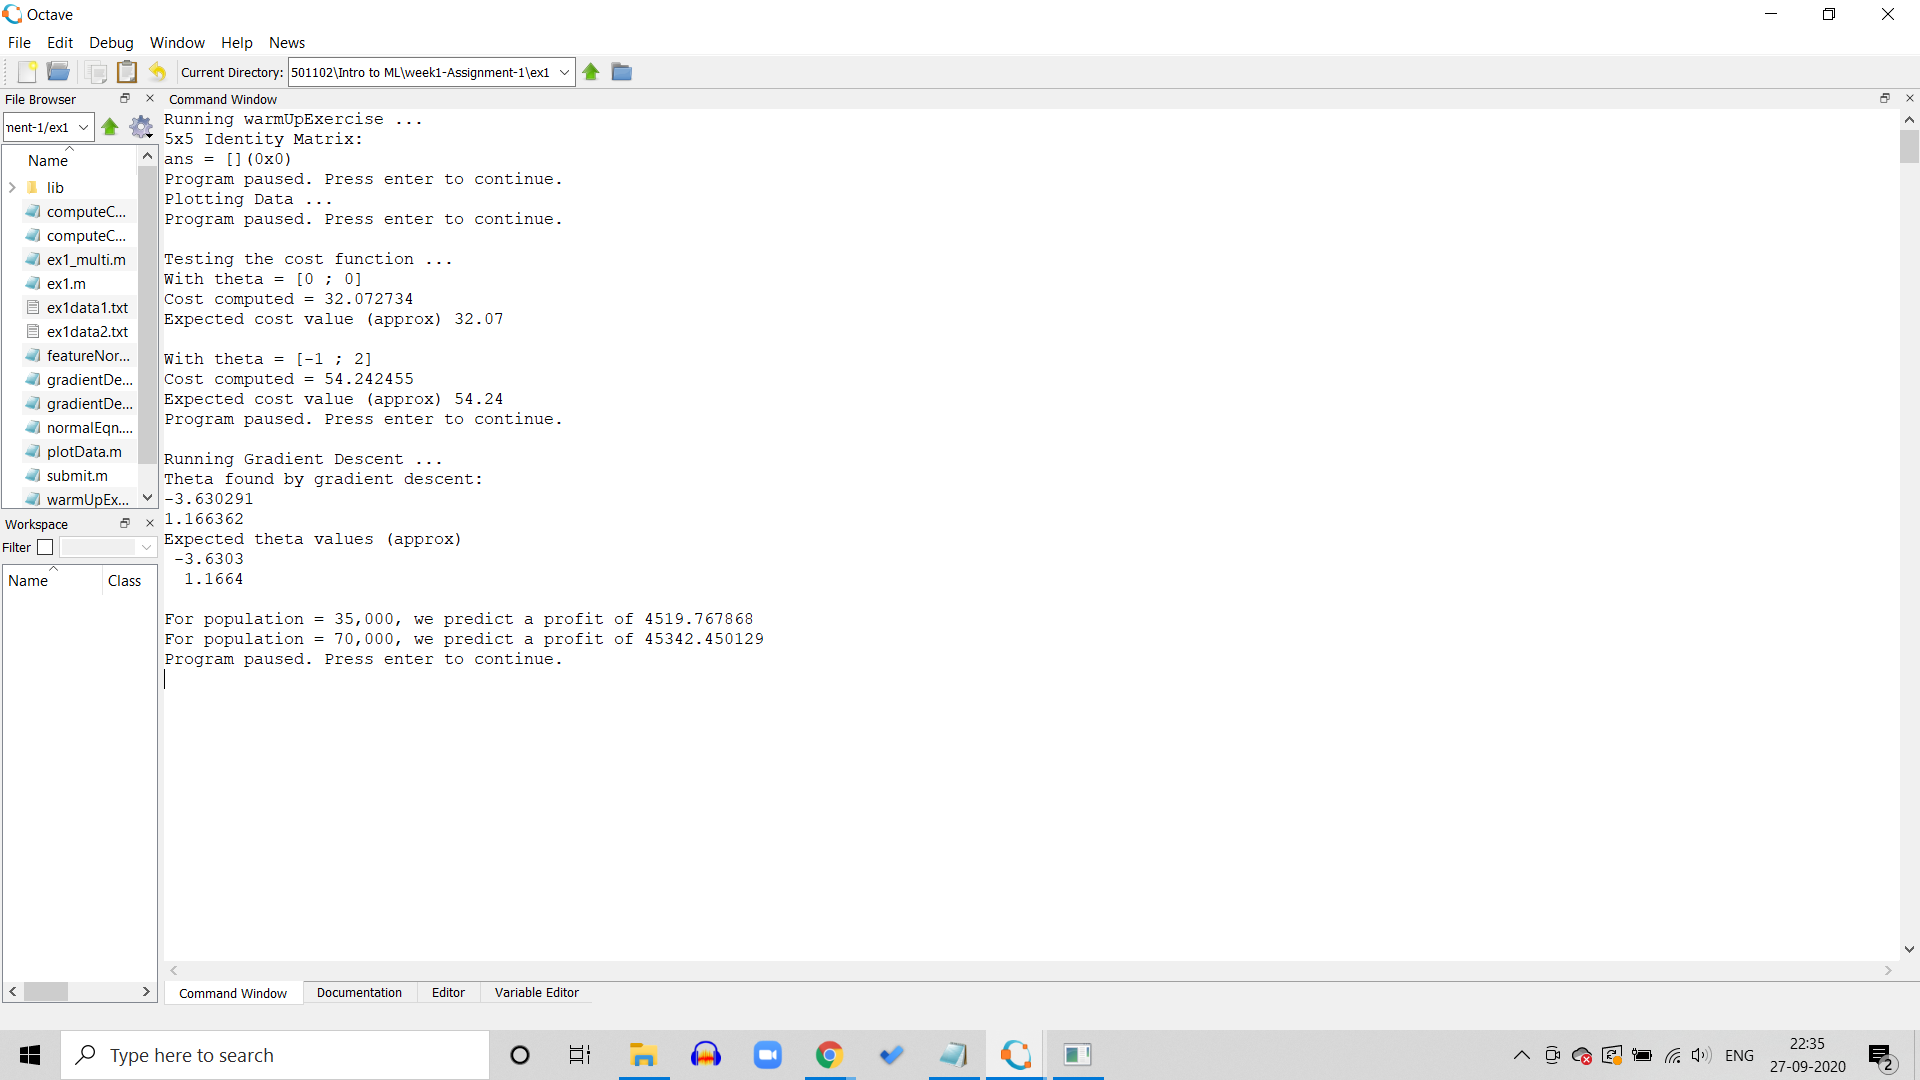 Octave
File Edit Debug Window Help News
Current Directory: 501102\Intro to ML\week1-Assignment-1\ex1
File Browser
ment-1/ex1
Name
lib
computeC...
computeC...
ex1_multi.m
ex1.m
ex1data1.txt
ex1data2.txt
featureNor...
gradientDe...
gradientDe...
normalEqn....
plotData.m
submit.m
warmUpEx...
Workspace
Filter
Name Class
Command Window
Running warmUpExercise ...
5x5 Identity Matrix:
ans = [](0x0)
Program paused. Press enter to continue.
Plotting Data ...
Program paused. Press enter to continue.
Testing the cost function ...
With theta = [0 ; 0]
Cost computed = 32.072734
Expected cost value (approx) 32.07
With theta = [-1 ; 2]
Cost computed = 54.242455
Expected cost value (approx) 54.24
Program paused. Press enter to continue.
Running Gradient Descent ...
Theta found by gradient descent:
-3.630291
1.166362
Expected theta values (approx)
-3.6303
1.1664
For population = 35,000, we predict a profit of 4519.767868
For population = 70,000, we predict a profit of 45342.450129
Program paused. Press enter to continue.
Command Window Documentation Editor Variable Editor
Type here to search
ENG
22:35
27-09-2020
2